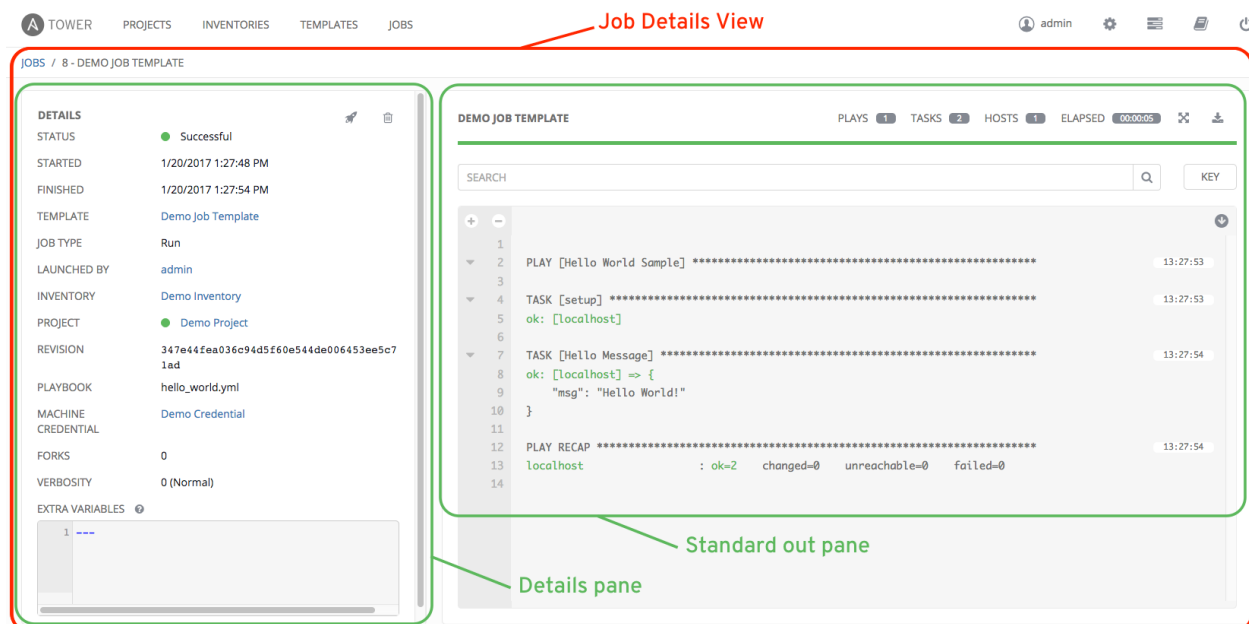 A TOWER PROJECTS INVENTORIES TEMPLATES JOBS Job Details View admin
JOBS / 8 - DEMO JOB TEMPLATE
DETAILS
STATUS Successful
STARTED 1/20/2017 1:27:48 PM
FINISHED 1/20/2017 1:27:54 PM
TEMPLATE Demo Job Template
JOB TYPE Run
LAUNCHED BY admin
INVENTORY Demo Inventory
PROJECT Demo Project
REVISION 347e44fea036c94d5f60e544de006453ee5c7
1ad
PLAYBOOK hello_world.yml
MACHINE Demo Credential
CREDENTIAL
FORKS 0
VERBOSITY 0 (Normal)
EXTRA VARIABLES ?
1 ---
DEMO JOB TEMPLATE PLAYS 1 TASKS 2 HOSTS 1 ELAPSED 00:00:05
SEARCH KEY
1
2 PLAY [Hello World Sample] ****************************************************** 13:27:53
3
4 TASK [setup] ******************************************************************* 13:27:53
5 ok: [localhost]
6
7 TASK [Hello Message] *********************************************************** 13:27:54
8 ok: [localhost] => {
9 "msg": "Hello World!"
10 }
11
12 PLAY RECAP ********************************************************************* 13:27:54
13 localhost : ok=2 changed=0 unreachable=0 failed=0
14
Standard out pane
Details pane